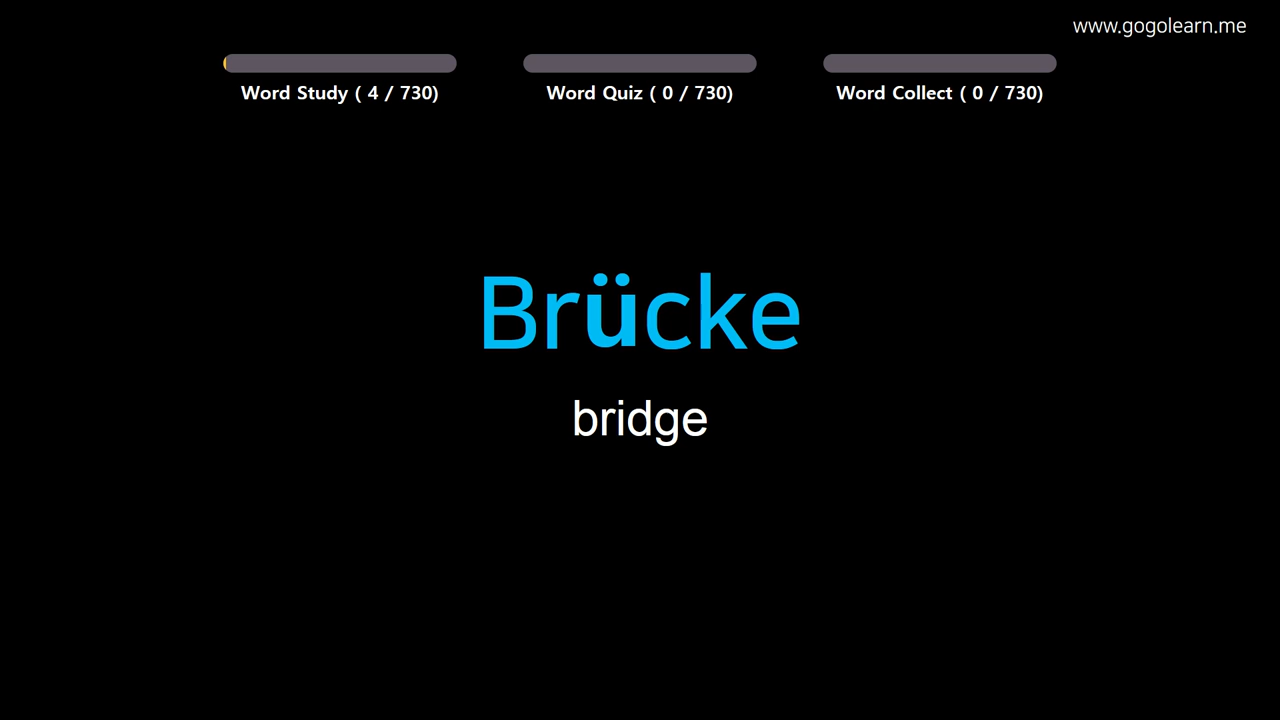 www.gogolearn.me
Word Study ( 4 / 730)
Word Quiz ( 0 / 730)
Word Collect ( 0 / 730)
Brücke
bridge